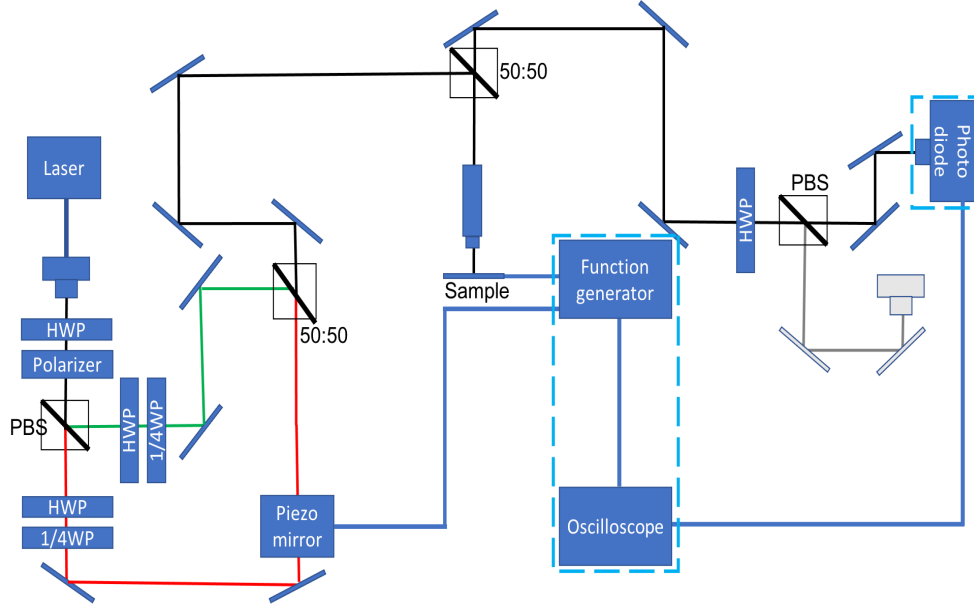 50:50
Photo
diode
Laser
PBS
HWP
Function
generator
Sample
HWP
50:50
Polarizer
PBS
HWP
1/4WP
HWP
1/4WP
Piezo
mirror
Oscilloscope